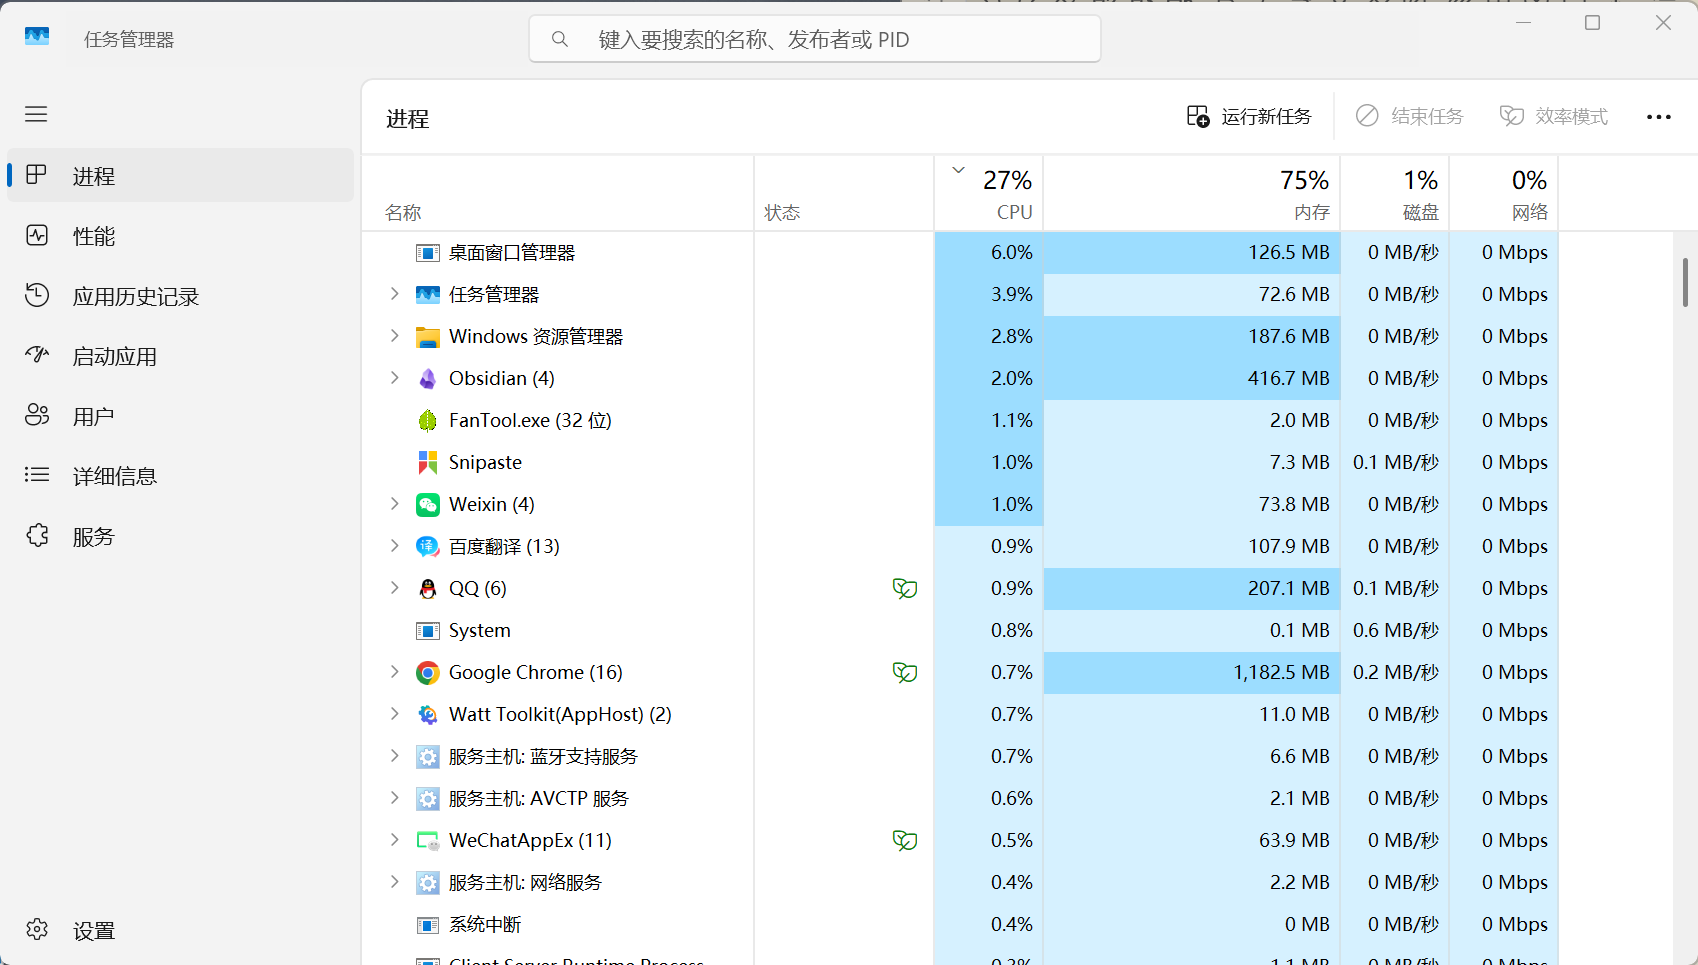 任务管理器
键入要搜索的名称、发布者或 PID
进程
性能
应用历史记录
启动应用
用户
详细信息
服务
设置
进程
运行新任务 结束任务 效率模式
27% 75% 1% 0%
名称 状态 CPU 内存 磁盘 网络
桌面窗口管理器 6.0% 126.5 MB 0 MB/秒 0 Mbps
任务管理器 3.9% 72.6 MB 0 MB/秒 0 Mbps
Windows 资源管理器 2.8% 187.6 MB 0 MB/秒 0 Mbps
Obsidian (4) 2.0% 416.7 MB 0 MB/秒 0 Mbps
FanTool.exe (32 位) 1.1% 2.0 MB 0 MB/秒 0 Mbps
Snipaste 1.0% 7.3 MB 0.1 MB/秒 0 Mbps
Weixin (4) 1.0% 73.8 MB 0 MB/秒 0 Mbps
百度翻译 (13) 0.9% 107.9 MB 0 MB/秒 0 Mbps
QQ (6) 0.9% 207.1 MB 0.1 MB/秒 0 Mbps
System 0.8% 0.1 MB 0.6 MB/秒 0 Mbps
Google Chrome (16) 0.7% 1,182.5 MB 0.2 MB/秒 0 Mbps
Watt Toolkit(AppHost) (2) 0.7% 11.0 MB 0 MB/秒 0 Mbps
服务主机: 蓝牙支持服务 0.7% 6.6 MB 0 MB/秒 0 Mbps
服务主机: AVCTP 服务 0.6% 2.1 MB 0 MB/秒 0 Mbps
WeChatAppEx (11) 0.5% 63.9 MB 0 MB/秒 0 Mbps
服务主机: 网络服务 0.4% 2.2 MB 0 MB/秒 0 Mbps
系统中断 0.4% 0 MB 0 MB/秒 0 Mbps
Client Server Runtime Process 0.3% 1.1 MB 0 MB/秒 0 Mbps